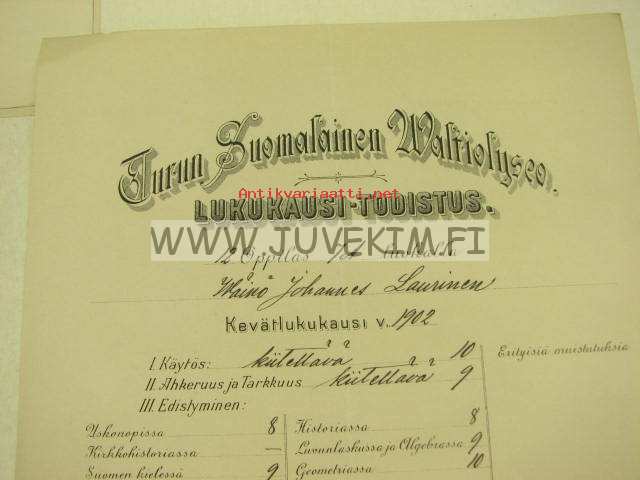 Turun Suomalainen Waltiolyseo.
Antikvariaatti.net
LUKUKAUSI-TODISTUS.
WWW.JUVEKIM.FI
Oppilas luokalla
Wäinö Johannes Laurinen
Kevätlukukausi v. 1902
I. Käytös: kiitettävä 10
Erityisiä muistutuksia
II. Ahkeruus ja Tarkkuus kiitettävä 9
III. Edistyminen:
Uskonopissa 8
Historiassa 8
Kirkkohistoriassa —
Luvunlaskussa ja Algebrassa 9
Suomen kielessä 9
Geometriassa 10